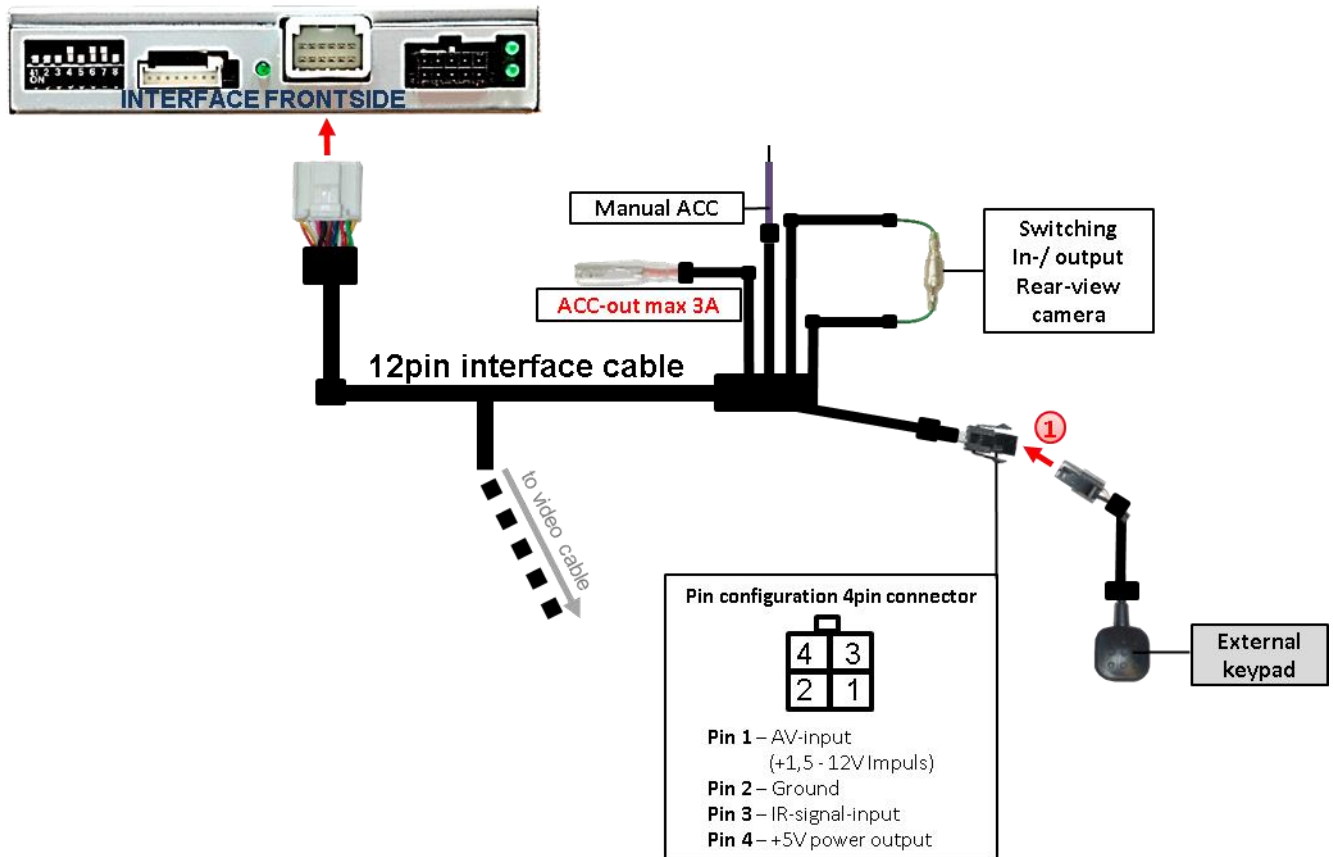 41 2 3 4 5 6 7 8
ON
INTERFACE FRONTSIDE
Manual ACC
ACC-out max 3A
Switching
In-/ output
Rear-view
camera
12pin interface cable
1
to video cable
Pin configuration 4pin connector
4 3
2 1
Pin 1 – AV-input
(+1,5 - 12V Impuls)
Pin 2 – Ground
Pin 3 – IR-signal-input
Pin 4 – +5V power output
External
keypad